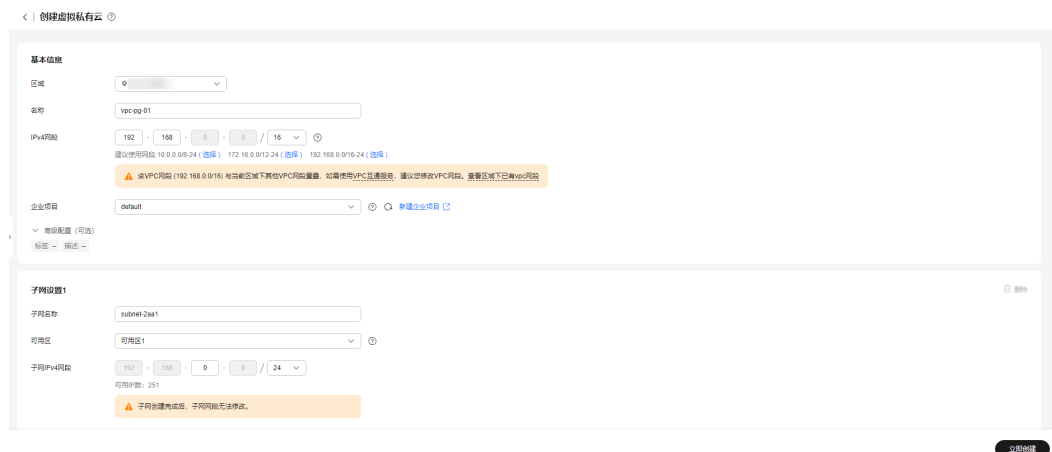 创建虚拟私有云
基本信息
区域
名称 vpc-pg-01
IPv4网段 192 · 168 · 0 · 0 / 16
建议使用网段:10.0.0.0/8-24 (选择) 172.16.0.0/12-24 (选择) 192.168.0.0/16-24 (选择)
该VPC网段 (192.168.0.0/16) 与当前区域下其他VPC网段重叠，如需使用VPC互通服务，建议您修改VPC网段。查看区域下已有vpc网段
企业项目 default 新建企业项目
高级配置 (可选)
标签: -- 描述: --
子网设置1 删除
子网名称 subnet-2aa1
可用区 可用区1
子网IPv4网段 192 · 168 · 0 · 0 / 24
可用IP数: 251
子网创建完成后，子网网段无法修改。
立即创建